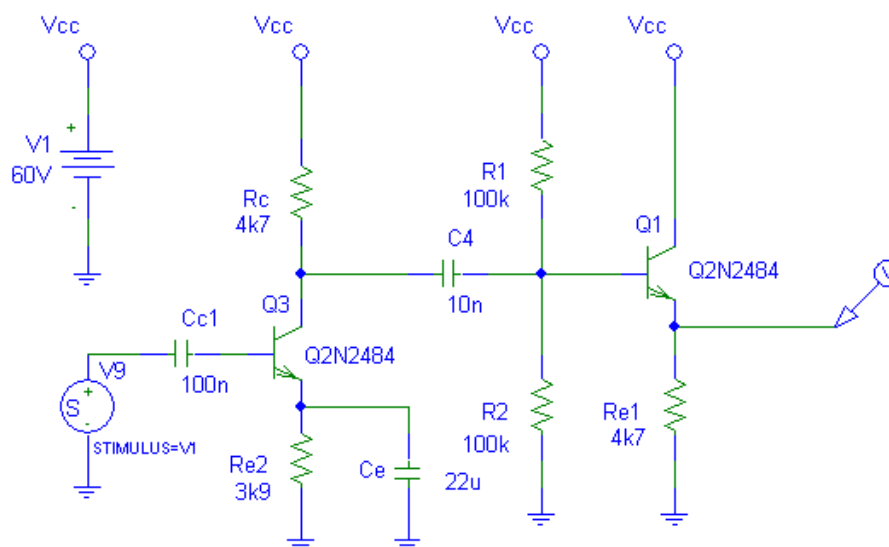 Vcc
Vcc
Vcc
Vcc
+
V1
60V
-
Rc
4k7
R1
100k
C4
10n
Q1
Q2N2484
V
Q3
Cc1
100n
Q2N2484
V9
+
S
-
STIMULUS=V1
Re2
3k9
Ce
22u
R2
100k
Re1
4k7